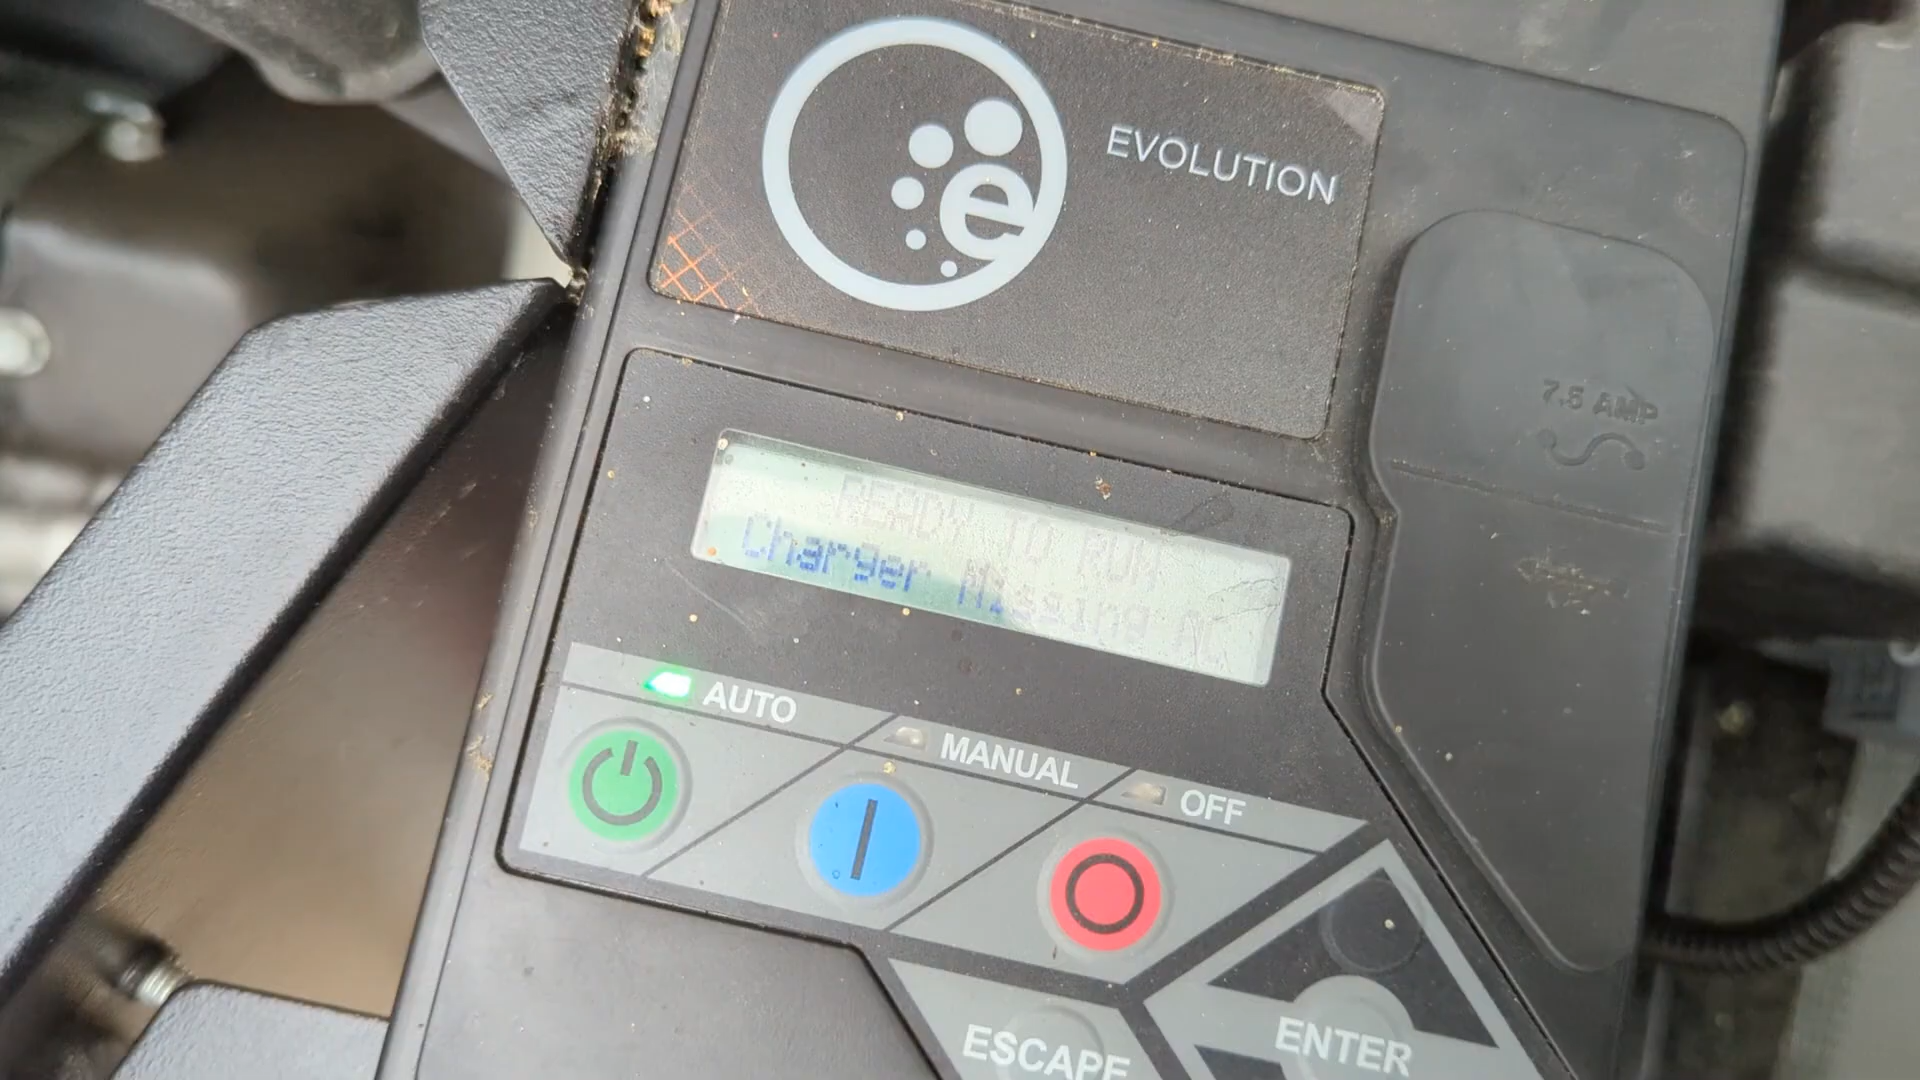 e
EVOLUTION
7.5 AMP
READY TO RUN
Charger Missing AC
AUTO
MANUAL
OFF
ESCAPE
ENTER